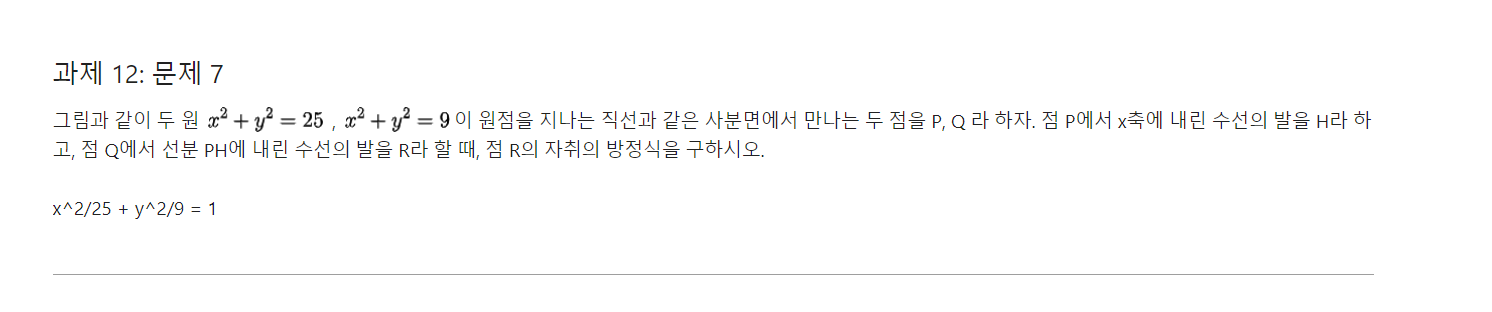 과제 12: 문제 7
그림과 같이 두 원 x² + y² = 25 , x² + y² = 9 이 원점을 지나는 직선과 같은 사분면에서 만나는 두 점을 P, Q 라 하자. 점 P에서 x축에 내린 수선의 발을 H라 하
고, 점 Q에서 선분 PH에 내린 수선의 발을 R라 할 때, 점 R의 자취의 방정식을 구하시오.
x^2/25 + y^2/9 = 1